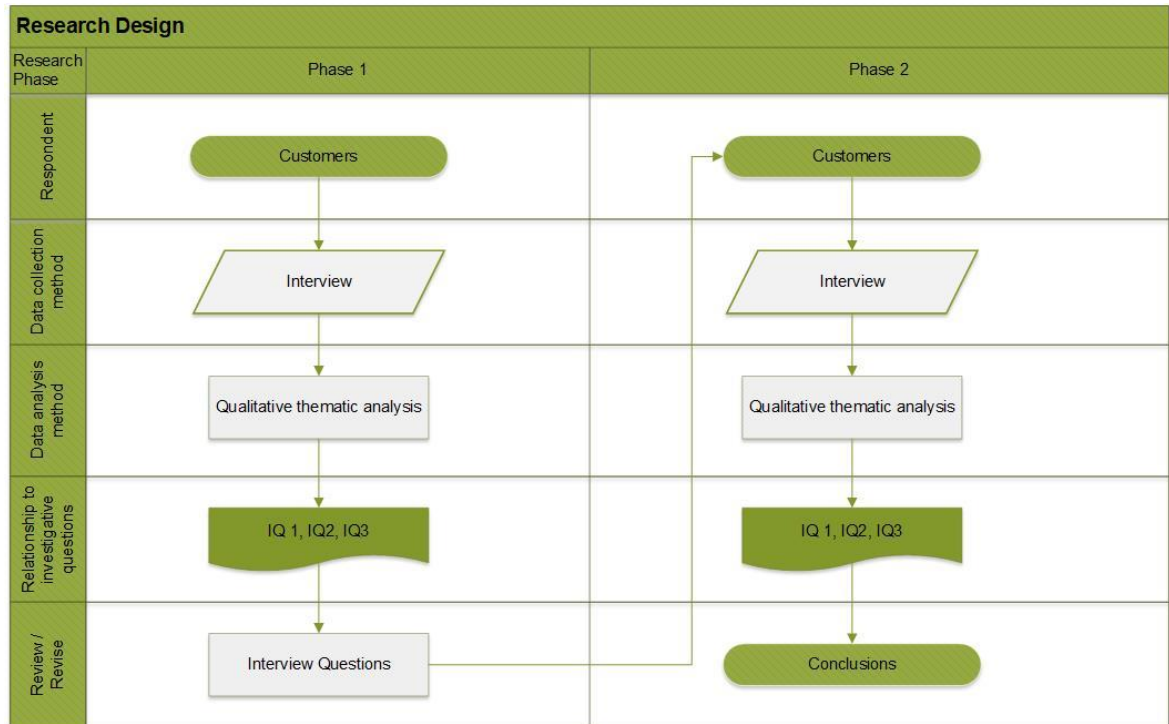 Research Design
Research
Phase
Phase 1
Phase 2
Respondent
Customers
Customers
Data collection
method
Interview
Interview
Data analysis
method
Qualitative thematic analysis
Qualitative thematic analysis
Relationship to
investigative
questions
IQ 1, IQ2, IQ3
IQ 1, IQ2, IQ3
Review /
Revise
Interview Questions
Conclusions